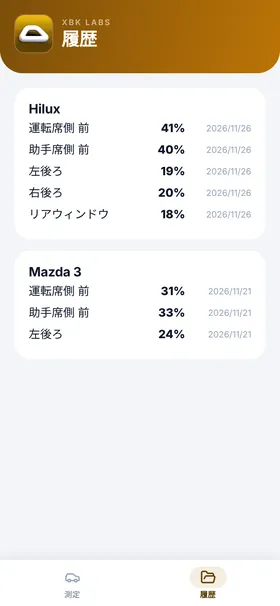 XBK LABS
履歴
Hilux
運転席側 前 41% 2026/11/26
助手席側 前 40% 2026/11/26
左後ろ 19% 2026/11/26
右後ろ 20% 2026/11/26
リアウィンドウ 18% 2026/11/26
Mazda 3
運転席側 前 31% 2026/11/21
助手席側 前 33% 2026/11/21
左後ろ 24% 2026/11/21
測定 履歴